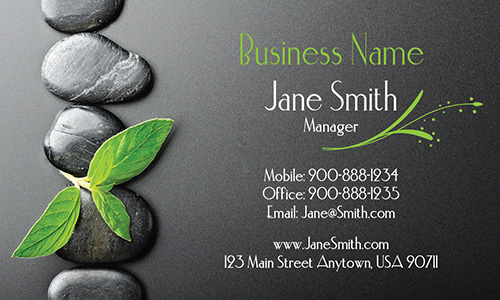 Business Name
Jane Smith
Manager
Mobile: 900-888-1234
Office: 900-888-1235
Email: Jane@Smith.com
www.JaneSmith.com
123 Main Street Anytown, USA 90711